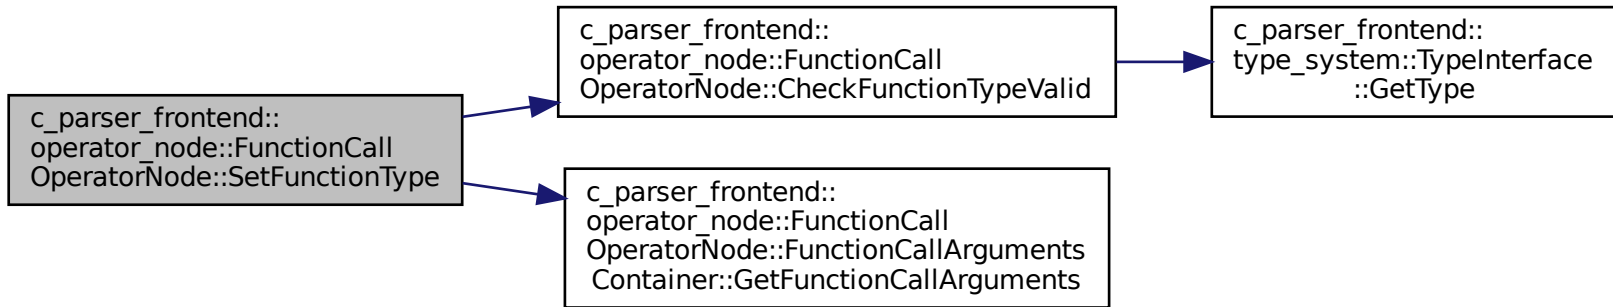 c_parser_frontend::
operator_node::FunctionCall
OperatorNode::SetFunctionType
c_parser_frontend::
operator_node::FunctionCall
OperatorNode::CheckFunctionTypeValid
c_parser_frontend::
type_system::TypeInterface
::GetType
c_parser_frontend::
operator_node::FunctionCall
OperatorNode::FunctionCallArguments
Container::GetFunctionCallArguments